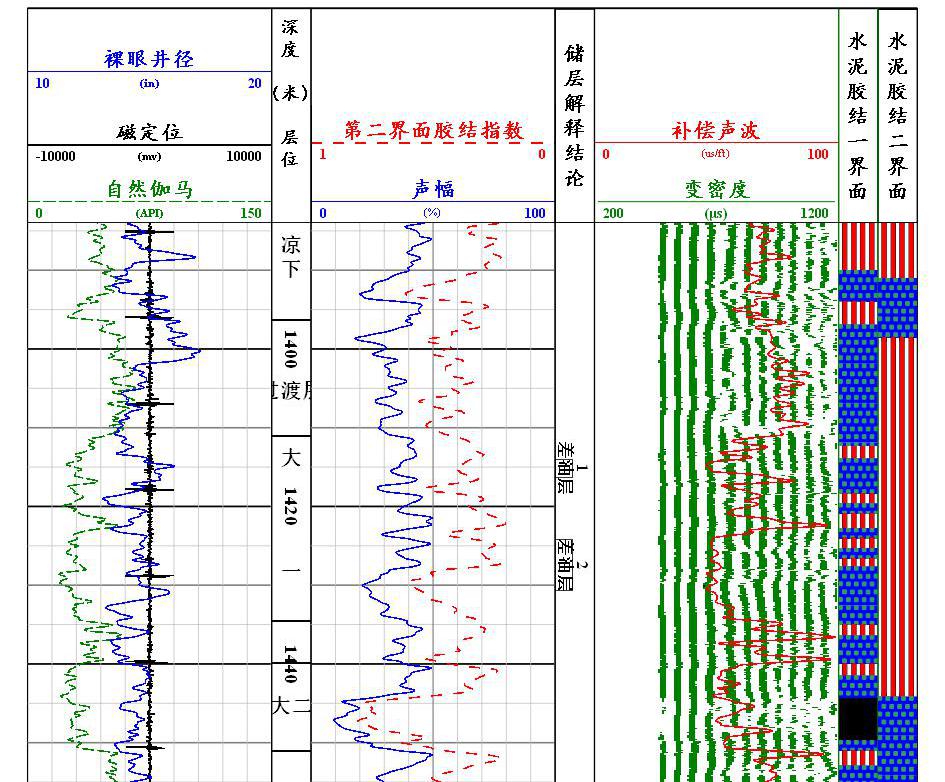 裸眼井径
10 (in) 20
磁定位
-10000 (mv) 10000
自然伽马
0 (API) 150
深度
(米)
层位
第二界面胶结指数
1 0
声幅
0 (%) 100
储层解释结论
补偿声波
0 (us/ft) 100
变密度
200 (μs) 1200
水泥胶结一界面
水泥胶结二界面
凉下
1400
过渡层
大一
1420
1440
大二
1
差油层
2
差油层